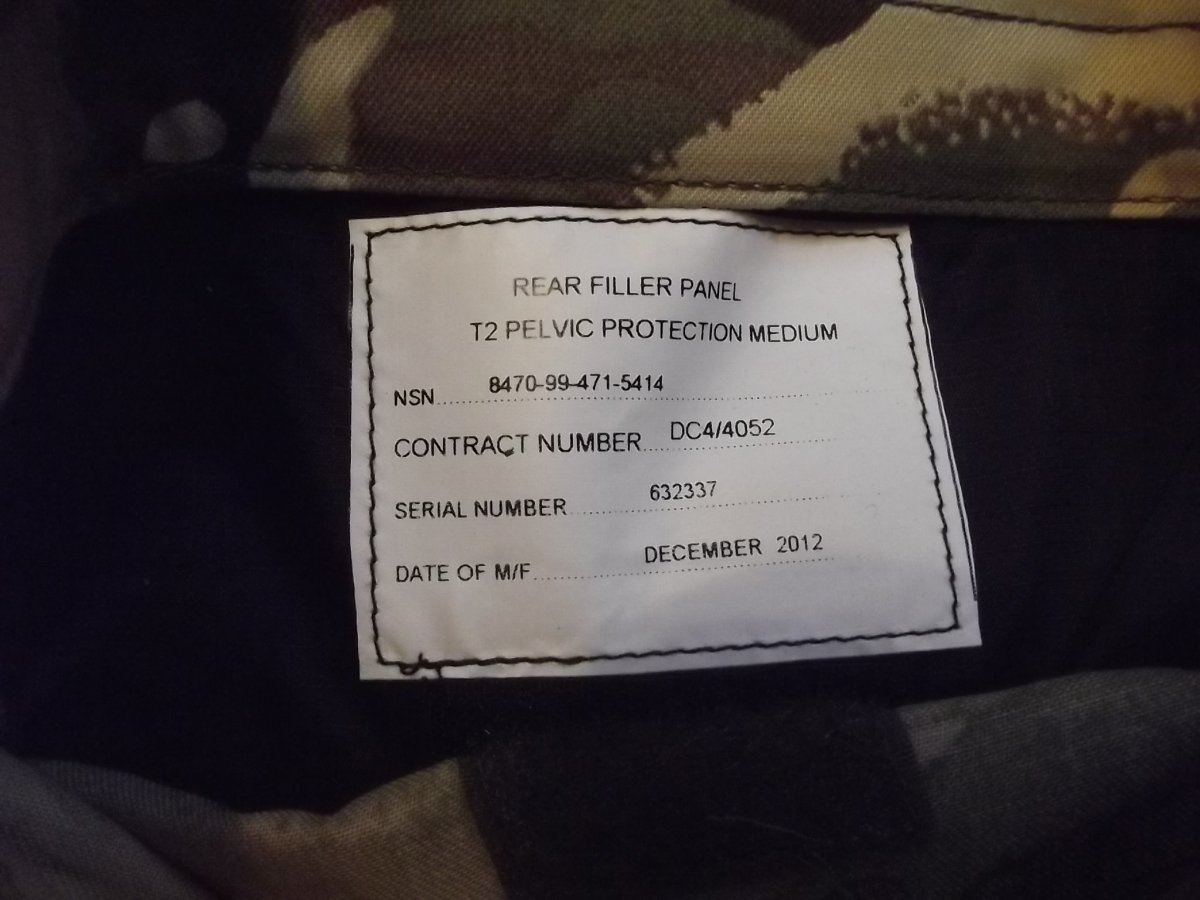 REAR FILLER PANEL
T2 PELVIC PROTECTION MEDIUM
NSN 8470-99-471-5414
CONTRACT NUMBER DC4/4052
SERIAL NUMBER 632337
DATE OF M/F DECEMBER 2012